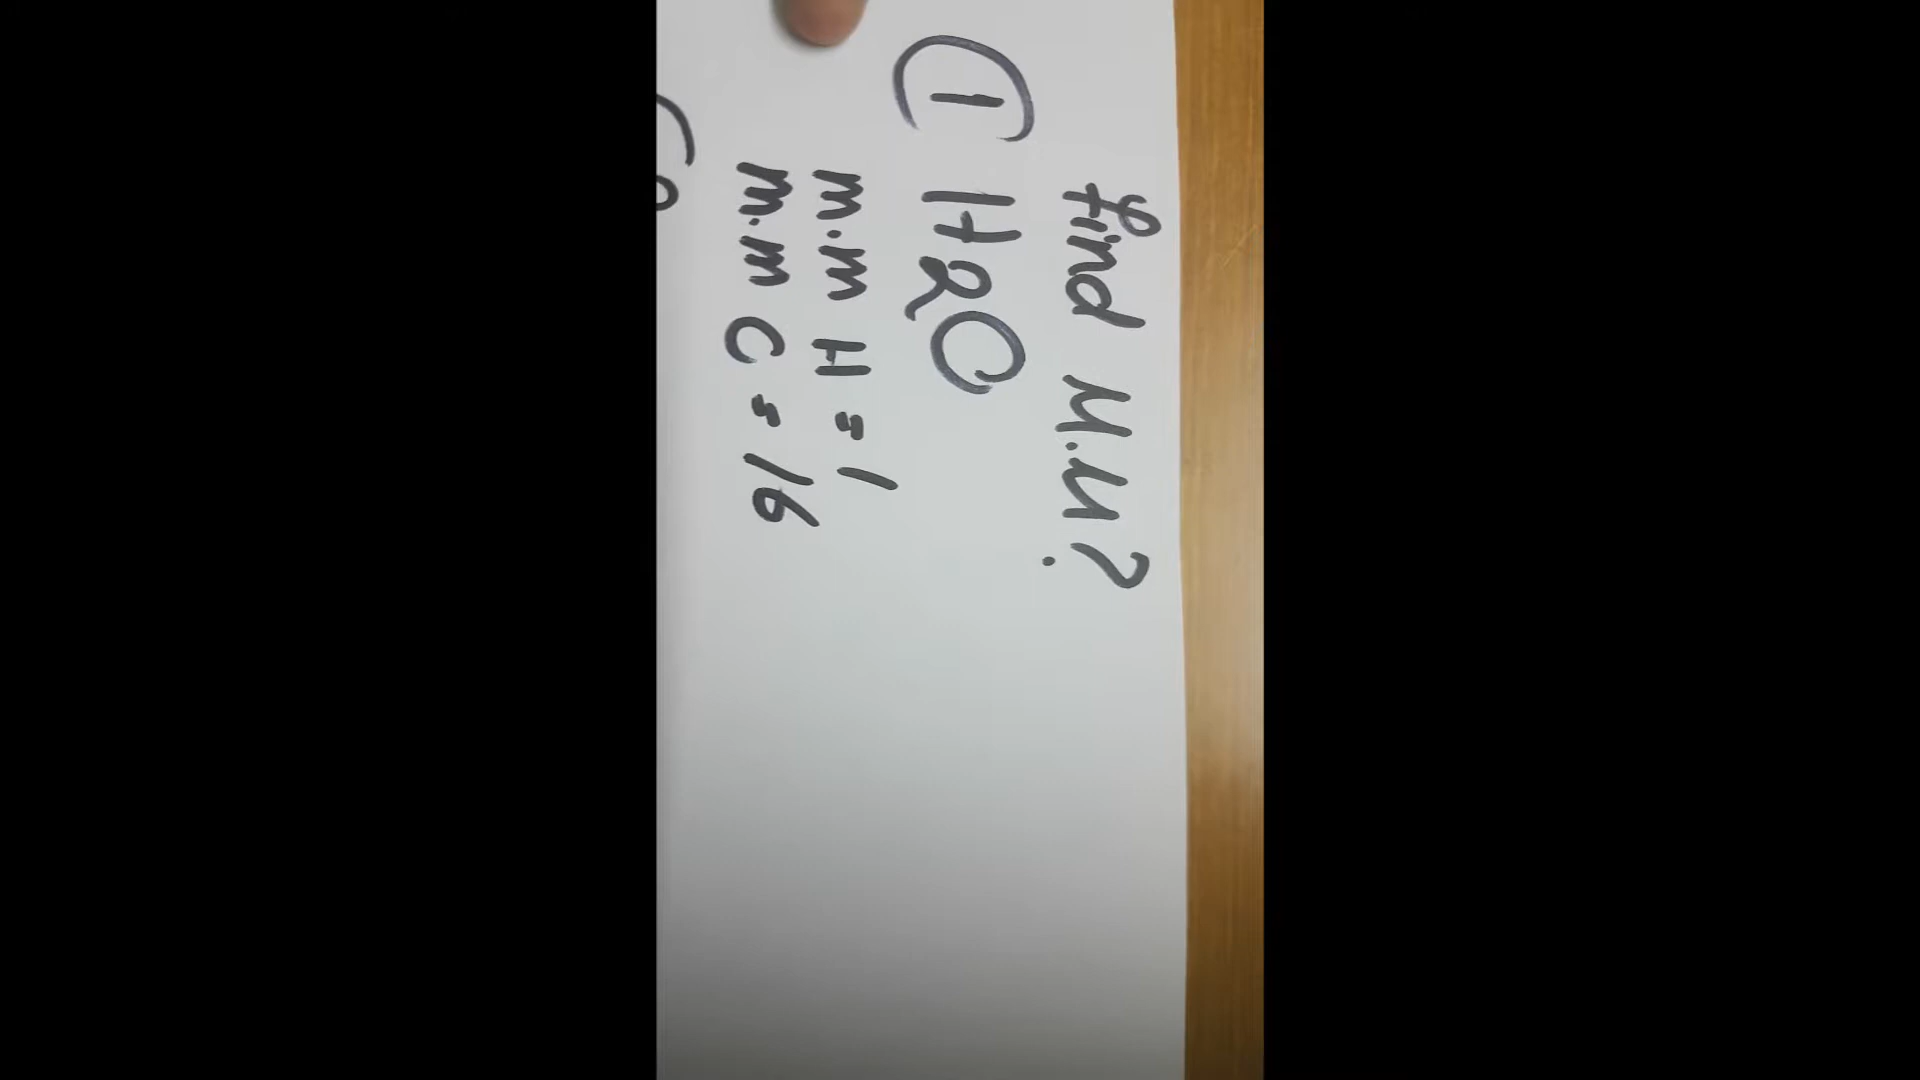 find M.M?
① H2O
m.m H = 1
m.m O = 16